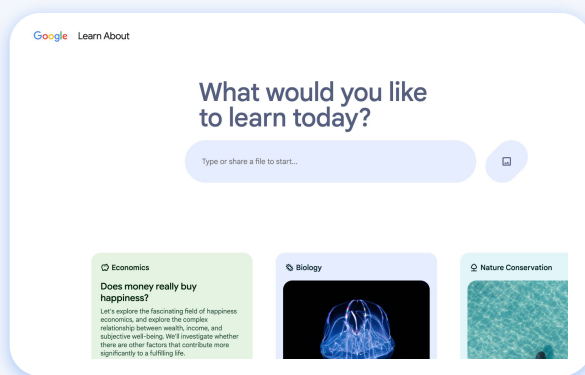 Google Learn About
What would you like
to learn today?
Type or share a file to start...
Economics
Does money really buy
happiness?
Let's explore the fascinating field of happiness
economics, and explore the complex
relationship between wealth, income, and
subjective well-being. We'll investigate whether
there are other factors that contribute more
significantly to a fulfilling life.
Biology
Nature Conservation